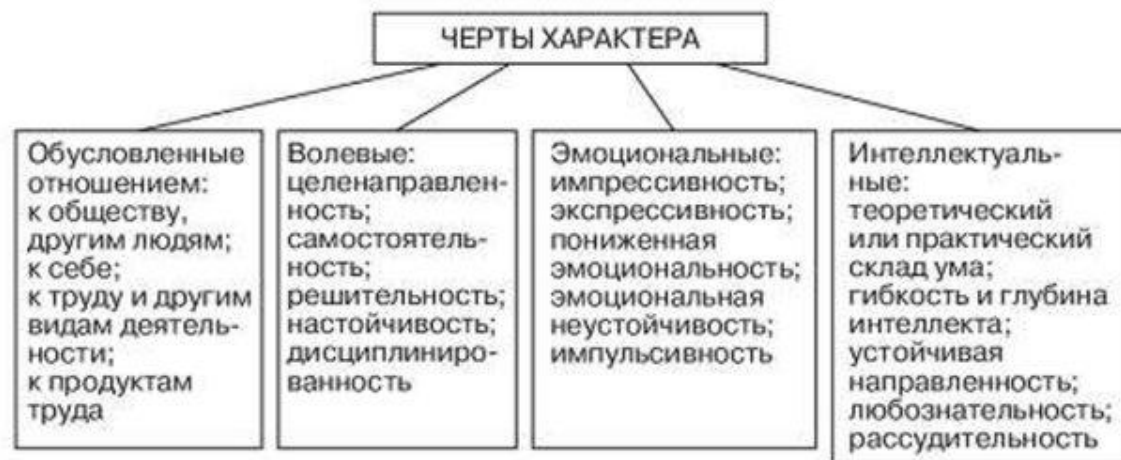 ЧЕРТЫ ХАРАКТЕРА
Обусловленные
отношением:
к обществу,
другим людям;
к себе;
к труду и другим
видам деятель-
ности;
к продуктам
труда
Волевые:
целенаправлен-
ность;
самостоятель-
ность;
решительность;
настойчивость;
дисциплиниро-
ванность
Эмоциональные:
импрессивность;
экспрессивность;
пониженная
эмоциональность;
эмоциональная
неустойчивость;
импульсивность
Интеллектуаль-
ные:
теоретический
или практический
склад ума;
гибкость и глубина
интеллекта;
устойчивая
направленность;
любознательность;
рассудительность